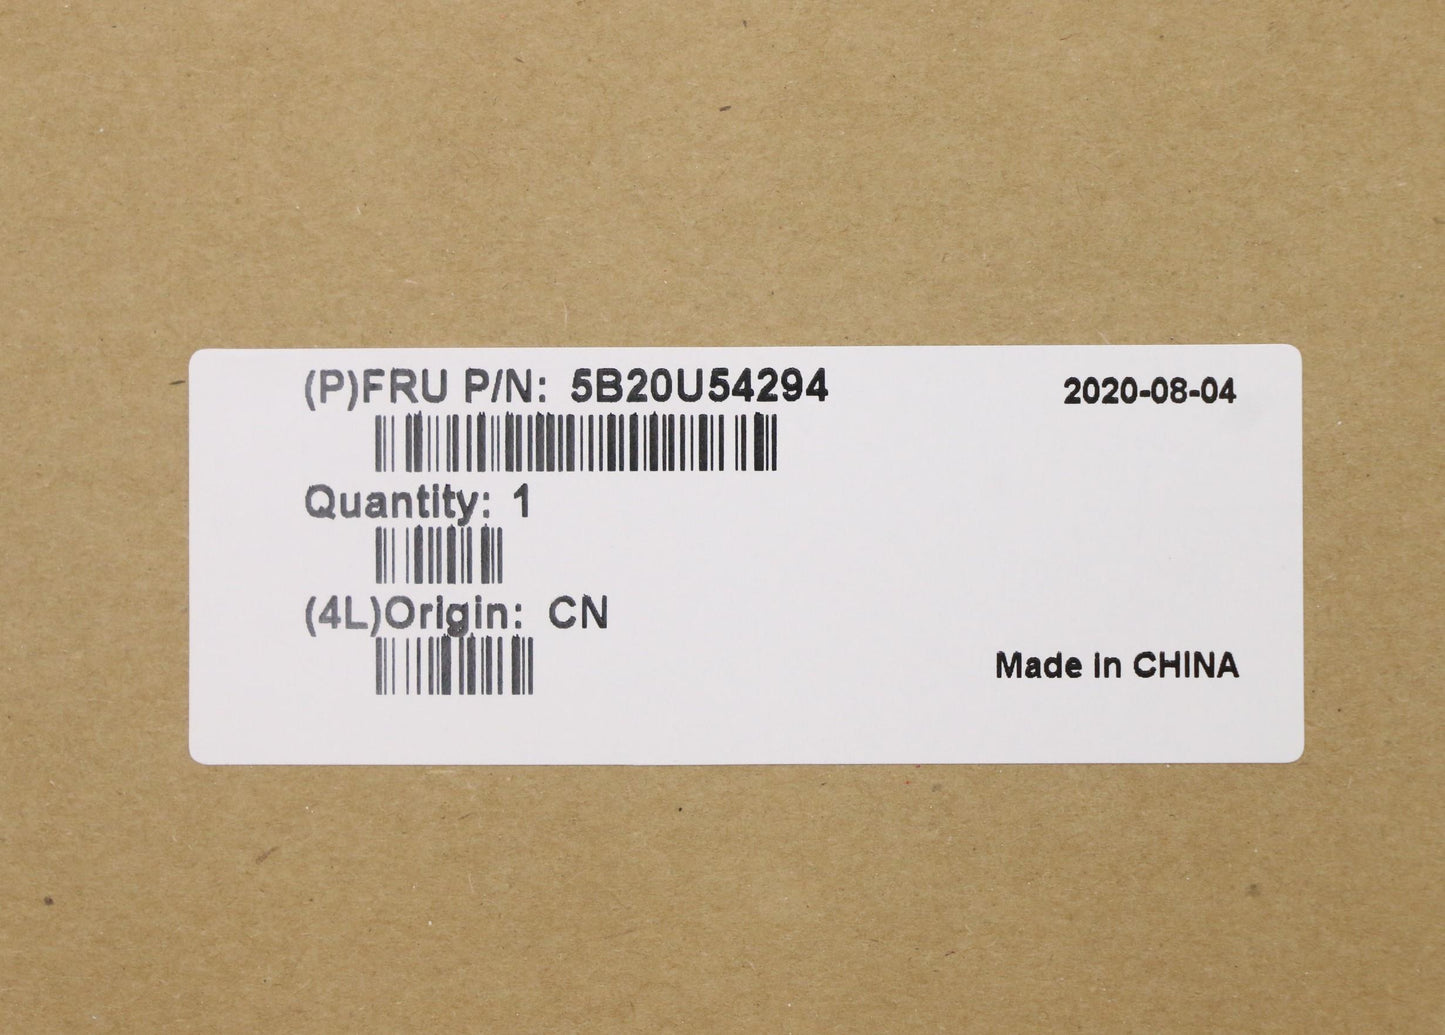 (P)FRU P/N: 5B20U54294
2020-08-04
Quantity: 1
(4L)Origin: CN
Made in CHINA